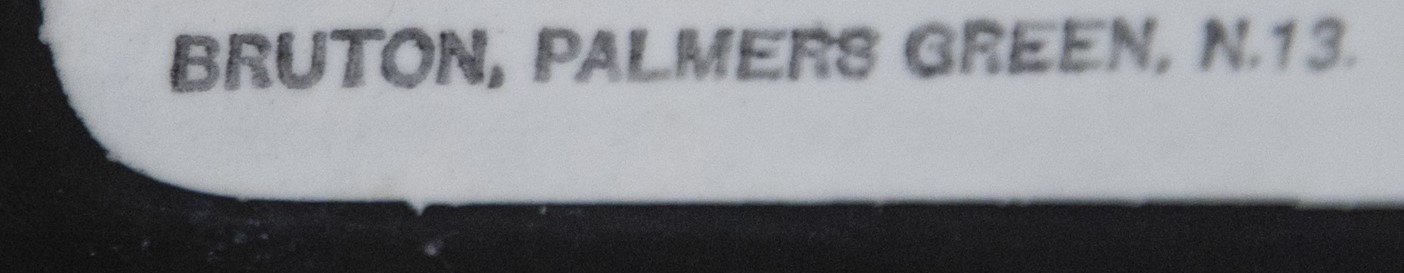 BRUTON, PALMERS GREEN, N.13.